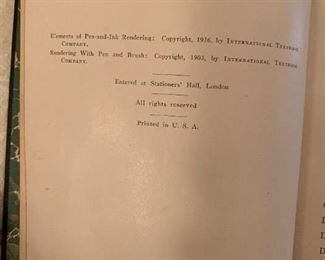 Elements of Pen-and-Ink Rendering: Copyright, 1916, by INTERNATIONAL TEXTBOOK
COMPANY.
Rendering With Pen and Brush: Copyright, 1903, by INTERNATIONAL TEXTBOOK
COMPANY.
Entered at Stationers' Hall, London
All rights reserved
Printed in U. S. A.